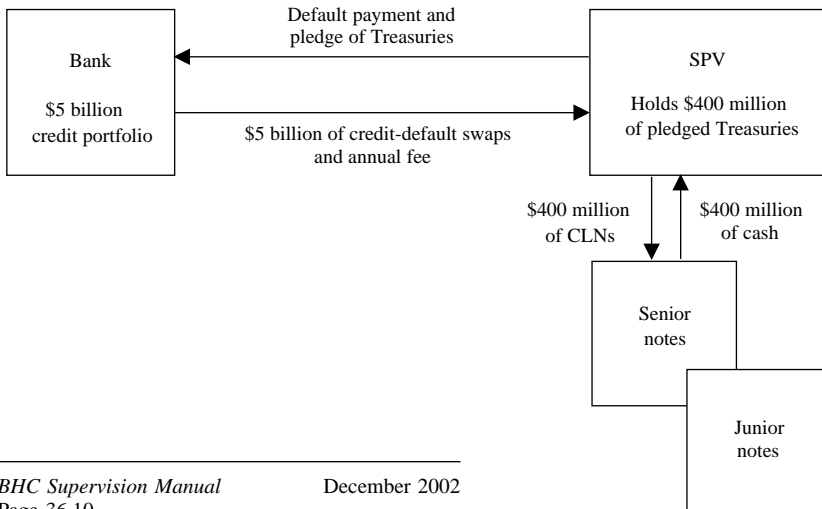 Default payment and
pledge of Treasuries
Bank
$5 billion
credit portfolio
SPV
Holds $400 million
of pledged Treasuries
$5 billion of credit-default swaps
and annual fee
$400 million
of CLNs
$400 million
of cash
Senior
notes
Junior
notes
BHC Supervision Manual
December 2002
Page 36.10